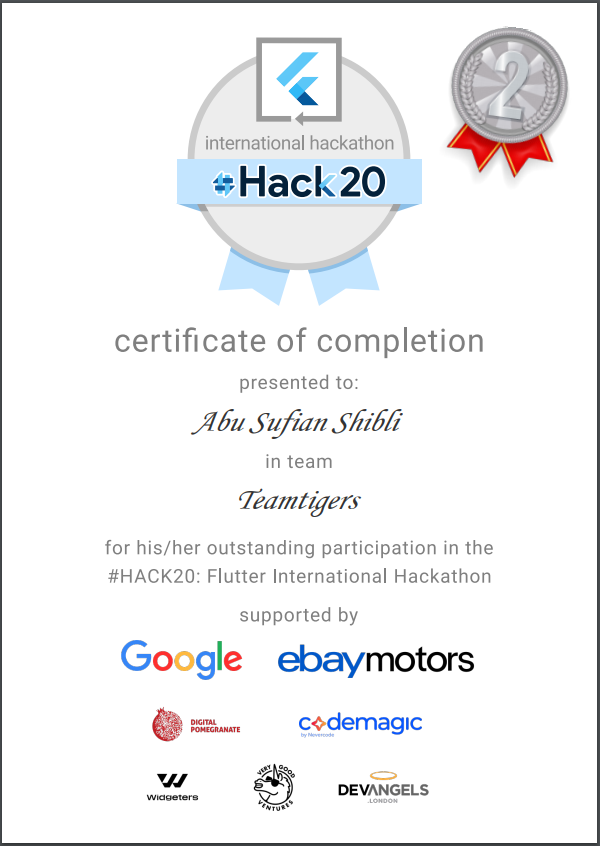 2
international hackathon
#Hack20
certificate of completion
presented to:
Abu Sufian Shibli
in team
Teamtigers
for his/her outstanding participation in the
#HACK20: Flutter International Hackathon
supported by
Google
ebaymotors
DIGITAL
POMEGRANATE
codemagic
by Nevercode
Widgeters
VERY GOOD
VENTURES
DEVANGELS
.LONDON